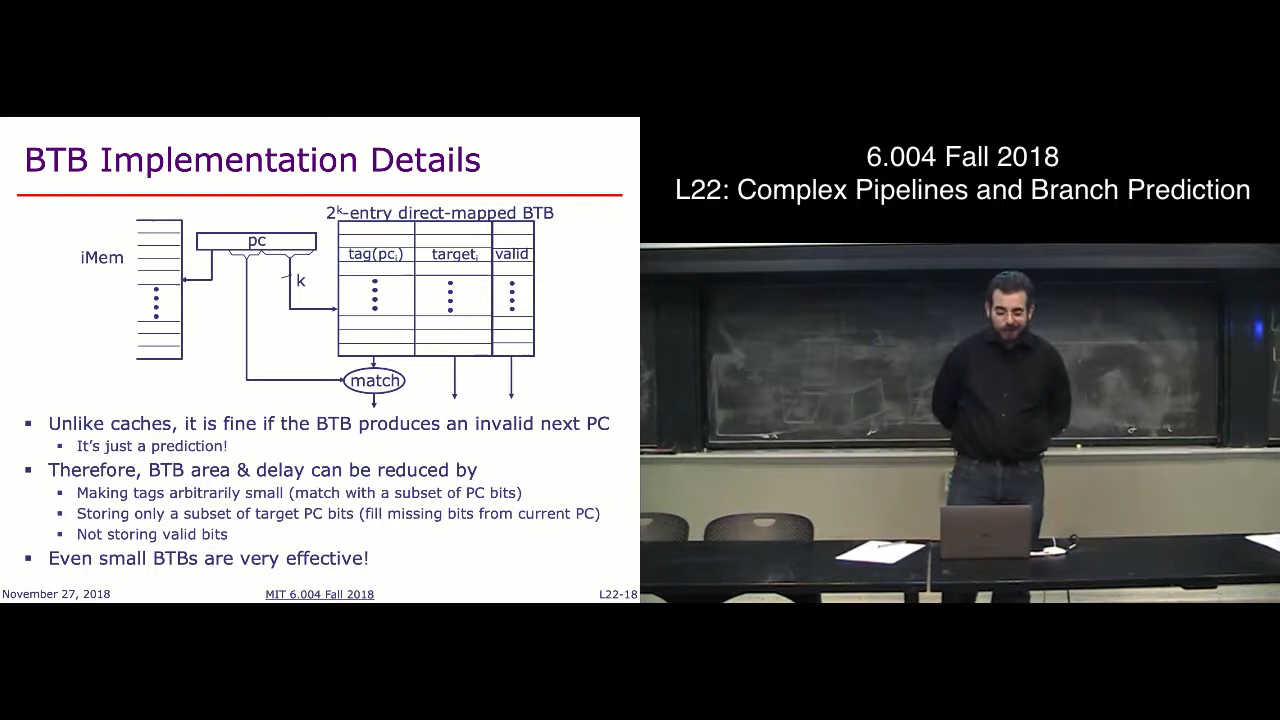 BTB Implementation Details
2k-entry direct-mapped BTB
iMem
pc
k
tag(pci)
targeti
valid
match
▪ Unlike caches, it is fine if the BTB produces an invalid next PC
▪ It's just a prediction!
▪ Therefore, BTB area & delay can be reduced by
▪ Making tags arbitrarily small (match with a subset of PC bits)
▪ Storing only a subset of target PC bits (fill missing bits from current PC)
▪ Not storing valid bits
▪ Even small BTBs are very effective!
November 27, 2018
MIT 6.004 Fall 2018
L22-18
6.004 Fall 2018
L22: Complex Pipelines and Branch Prediction